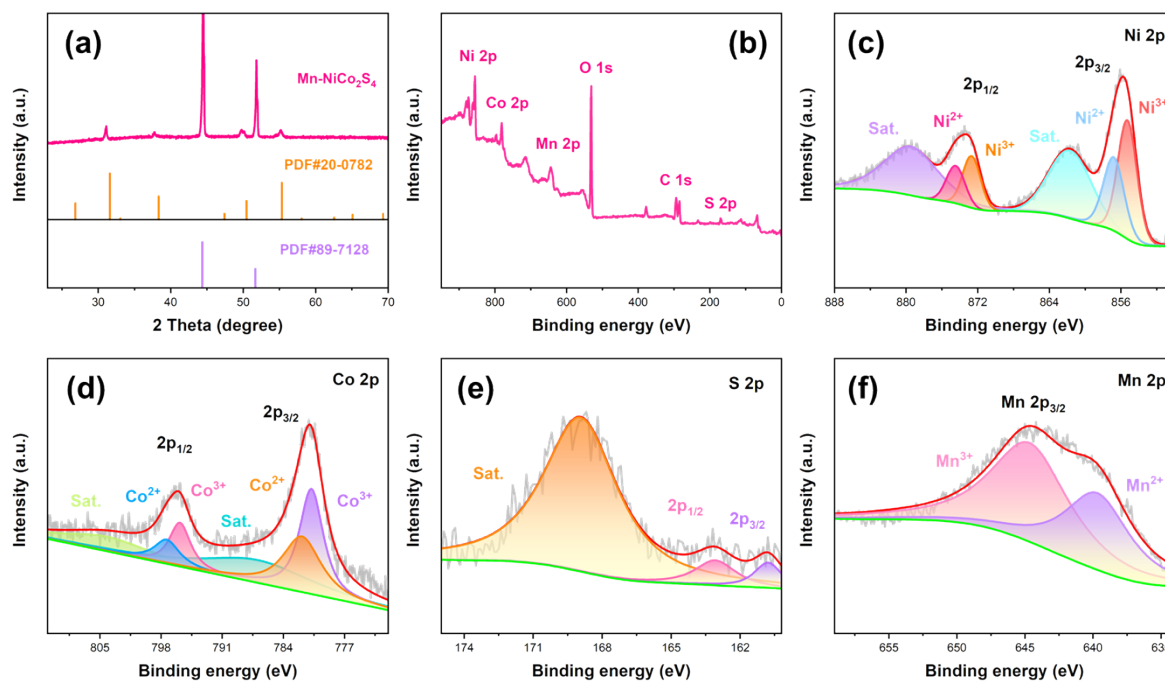 (a)
Mn-NiCo₂S₄
PDF#20-0782
PDF#89-7128
Intensity (a.u.)
30 40 50 60 70
2 Theta (degree)
(b)
Ni 2p
Co 2p
Mn 2p
O 1s
C 1s
S 2p
Intensity (a.u.)
800 600 400 200 0
Binding energy (eV)
(c)
Ni 2p
2p₃/₂
2p₁/₂
Sat.
Ni²⁺
Ni³⁺
Sat.
Ni²⁺
Ni³⁺
Intensity (a.u.)
888 880 872 864 856
Binding energy (eV)
(d)
Co 2p
2p₃/₂
2p₁/₂
Sat.
Co²⁺
Co³⁺
Sat.
Co²⁺
Co³⁺
Intensity (a.u.)
805 798 791 784 777
Binding energy (eV)
(e)
S 2p
Sat.
2p₁/₂
2p₃/₂
Intensity (a.u.)
174 171 168 165 162
Binding energy (eV)
(f)
Mn 2p
Mn 2p₃/₂
Mn³⁺
Mn²⁺
Intensity (a.u.)
655 650 645 640
Binding energy (eV)